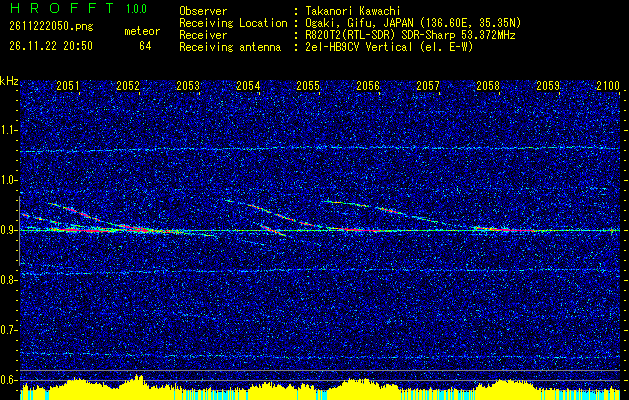 HROFFT 1.0.0
2611222050.png
26.11.22 20:50
meteor
64
Observer : Takanori Kawachi
Receiving Location : Ogaki, Gifu, JAPAN (136.60E, 35.35N)
Receiver : R820T2(RTL-SDR) SDR-Sharp 53.372MHz
Receiving antenna : 2el-HB9CV Vertical (el. E-W)
kHz
2051 2052 2053 2054 2055 2056 2057 2058 2059 2100
1.1
1.0
0.9
0.8
0.7
0.6